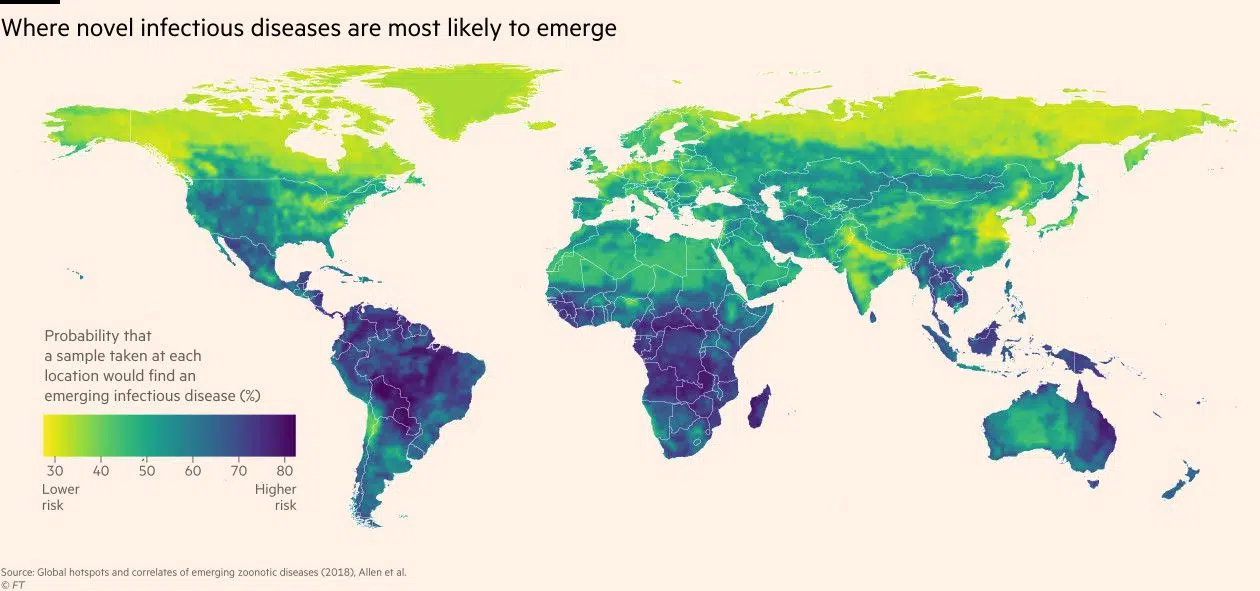 Where novel infectious diseases are most likely to emerge
Probability that
a sample taken at each
location would find an
emerging infectious disease (%)
30 40 50 60 70 80
Lower Higher
risk risk
Source: Global hotspots and correlates of emerging zoonotic diseases (2018), Allen et al.
© FT